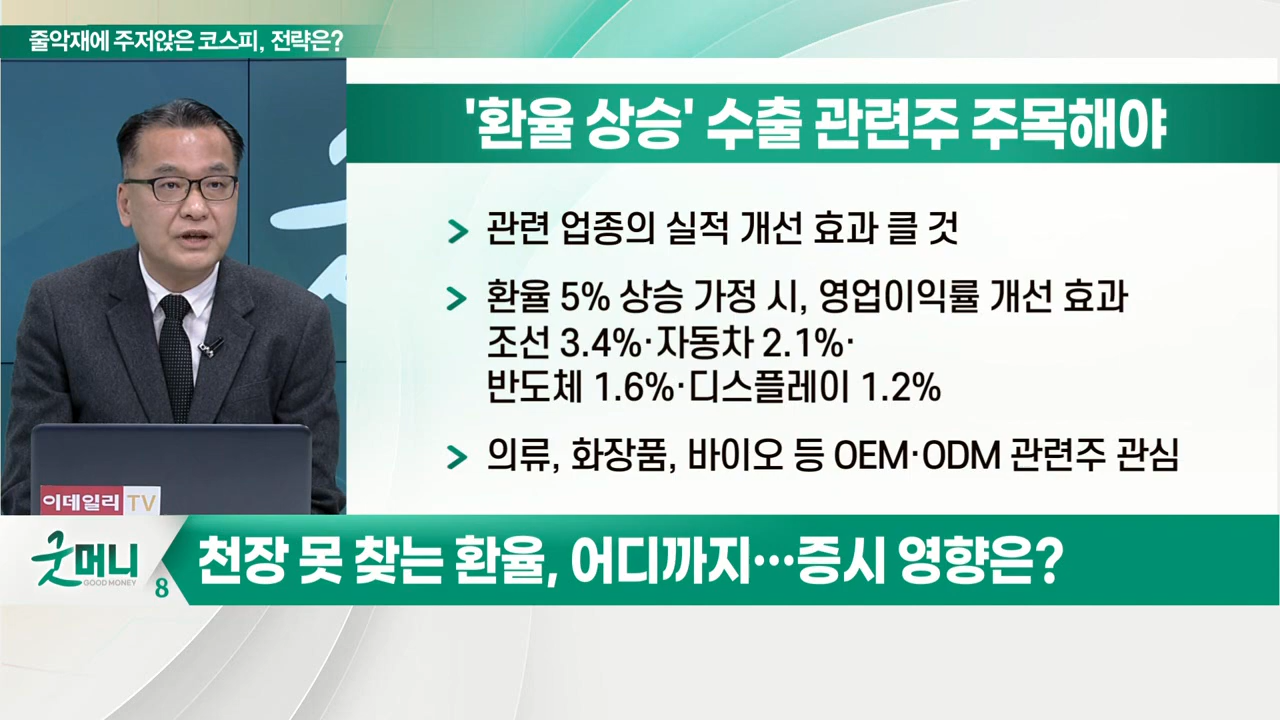 줄악재에 주저앉은 코스피, 전략은?
'환율 상승' 수출 관련주 주목해야
> 관련 업종의 실적 개선 효과 클 것
> 환율 5% 상승 가정 시, 영업이익률 개선 효과
조선 3.4%·자동차 2.1%·
반도체 1.6%·디스플레이 1.2%
> 의류, 화장품, 바이오 등 OEM·ODM 관련주 관심
이데일리 TV
굿머니
GOOD MONEY
8
천장 못 찾는 환율, 어디까지…증시 영향은?